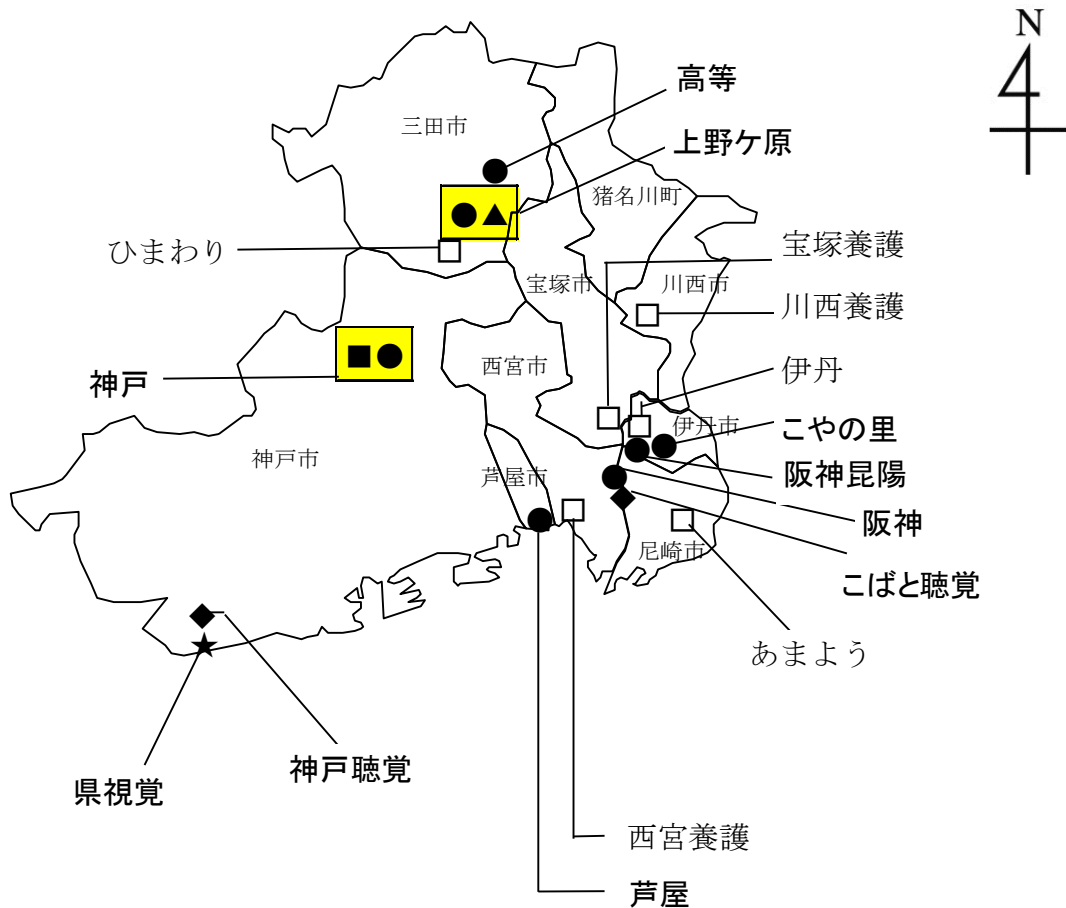 N
高等
三田市
上野ケ原
猪名川町
ひまわり
宝塚養護
宝塚市
川西市
川西養護
西宮市
伊丹
神戸
伊丹市
こやの里
神戸市
芦屋市
阪神昆陽
阪神
尼崎市
こばと聴覚
あまよう
神戸聴覚
県視覚
西宮養護
芦屋